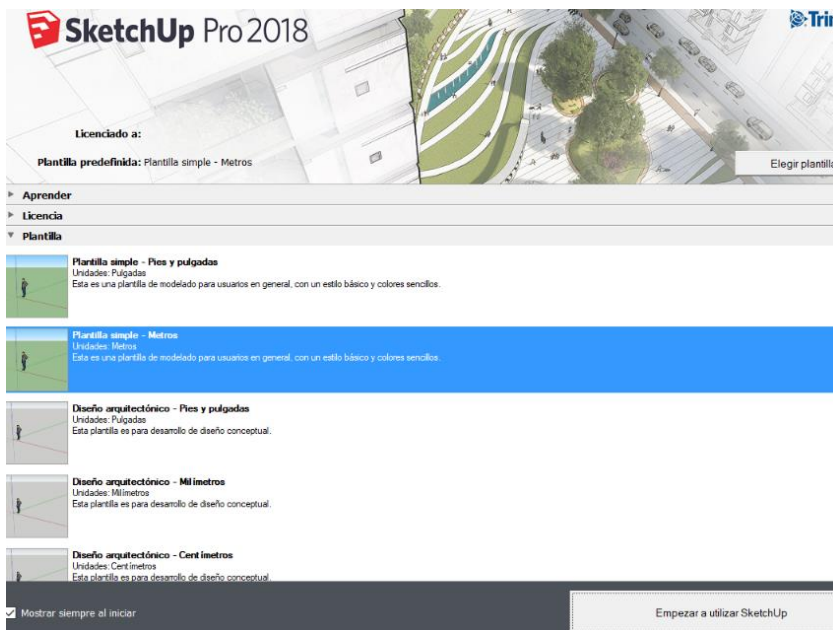 SketchUp Pro 2018
Licenciado a:
Plantilla predefinida: Plantilla simple - Metros
Elegir plantilla
Aprender
Licencia
Plantilla
Plantilla simple - Pies y pulgadas
Unidades: Pulgadas
Esta es una plantilla de modelado para usuarios en general, con un estilo básico y colores sencillos.
Plantilla simple - Metros
Unidades: Metros
Esta es una plantilla de modelado para usuarios en general, con un estilo básico y colores sencillos.
Diseño arquitectónico - Pies y pulgadas
Unidades: Pulgadas
Esta plantilla es para desarrollo de diseño conceptual.
Diseño arquitectónico - Milímetros
Unidades: Milímetros
Esta plantilla es para desarrollo de diseño conceptual.
Diseño arquitectónico - Centímetros
Unidades: Centímetros
Esta plantilla es para desarrollo de diseño conceptual.
Mostrar siempre al iniciar
Empezar a utilizar SketchUp